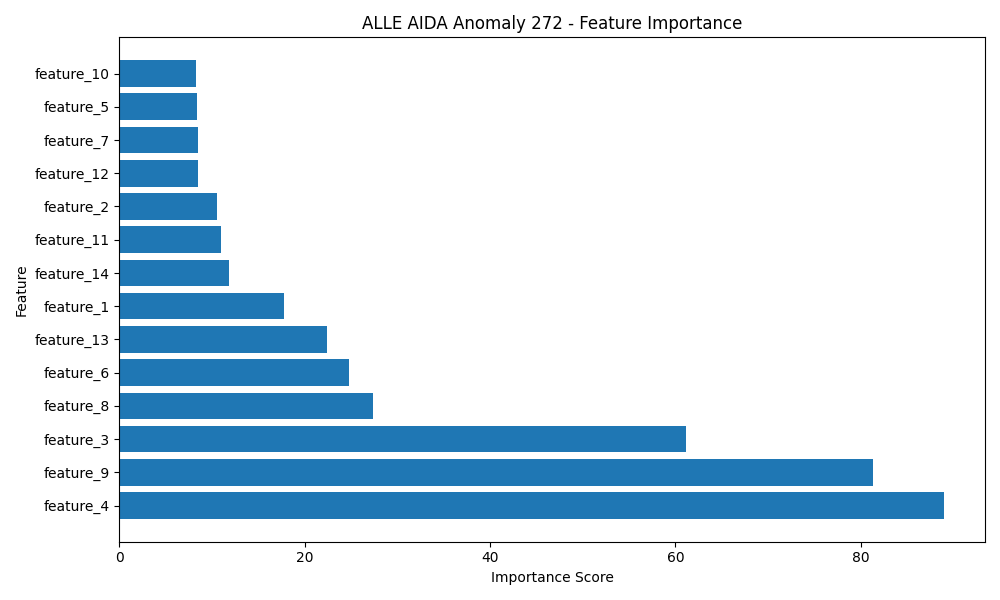 ALLE AIDA Anomaly 272 - Feature Importance
feature_10
feature_5
feature_7
feature_12
feature_2
feature_11
feature_14
feature_1
feature_13
feature_6
feature_8
feature_3
feature_9
feature_4
Feature
0 20 40 60 80
Importance Score